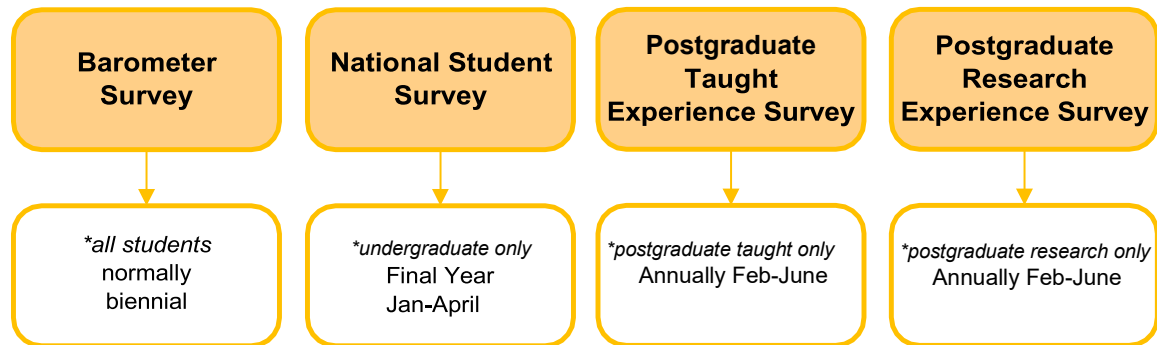 Barometer
Survey
National Student
Survey
Postgraduate
Taught
Experience Survey
Postgraduate
Research
Experience Survey
*all students
normally
biennial
*undergraduate only
Final Year
Jan-April
*postgraduate taught only
Annually Feb-June
*postgraduate research only
Annually Feb-June